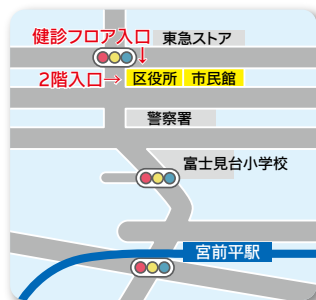 健診フロア入口
↓
東急ストア
2階入口→
区役所
市民館
警察署
富士見台小学校
宮前平駅